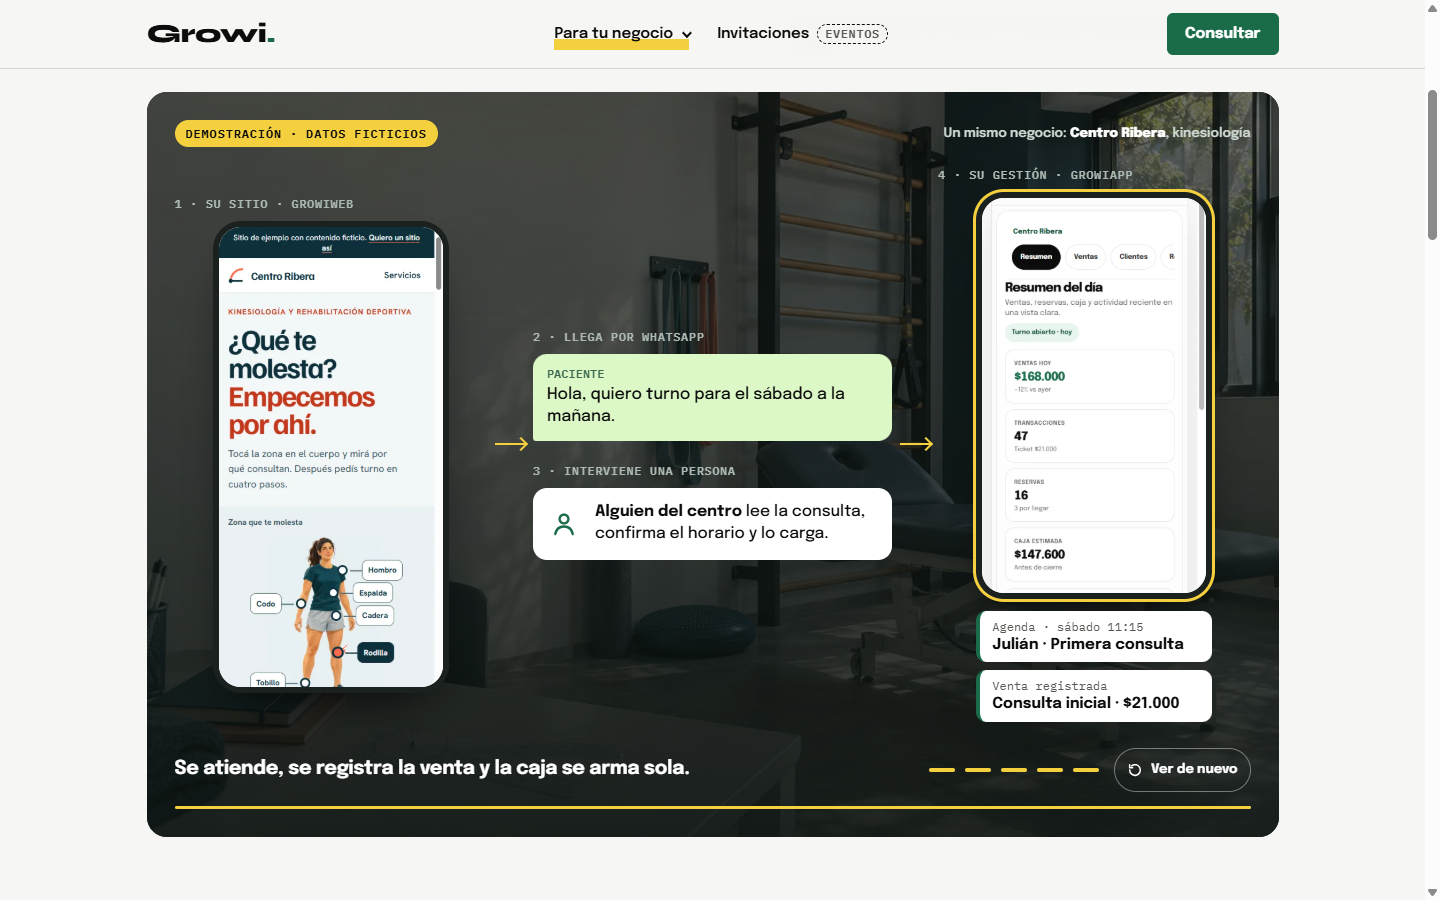 Growi.
Para tu negocio
Invitaciones EVENTOS
Consultar
DEMOSTRACIÓN · DATOS FICTICIOS
Un mismo negocio: Centro Ribera, kinesiología
1 · SU SITIO · GROWIWEB
Sitio de ejemplo con contenido ficticio. Quiero un sitio
así
Centro Ribera
Servicios
KINESIOLOGÍA Y REHABILITACIÓN DEPORTIVA
¿Qué te
molesta?
Empecemos
por ahí.
Tocá la zona en el cuerpo y mirá por
qué consultan. Después pedís turno en
cuatro pasos.
Zona que te molesta
Hombro
Espalda
Codo
Cadera
Rodilla
Tobillo
2 · LLEGA POR WHATSAPP
PACIENTE
Hola, quiero turno para el sábado a la
mañana.
3 · INTERVIENE UNA PERSONA
Alguien del centro lee la consulta,
confirma el horario y lo carga.
4 · SU GESTIÓN · GROWIAPP
Centro Ribera
Resumen
Ventas
Clientes
Resumen del día
Ventas, reservas, caja y actividad reciente en
una vista clara.
Turno abierto · hoy
VENTAS HOY
$168.000
+12% vs ayer
TRANSACCIONES
47
Ticket $21.000
RESERVAS
16
3 por llegar
CAJA ESTIMADA
$147.600
Antes de cierre
Agenda · sábado 11:15
Julián · Primera consulta
Venta registrada
Consulta inicial · $21.000
Se atiende, se registra la venta y la caja se arma sola.
Ver de nuevo